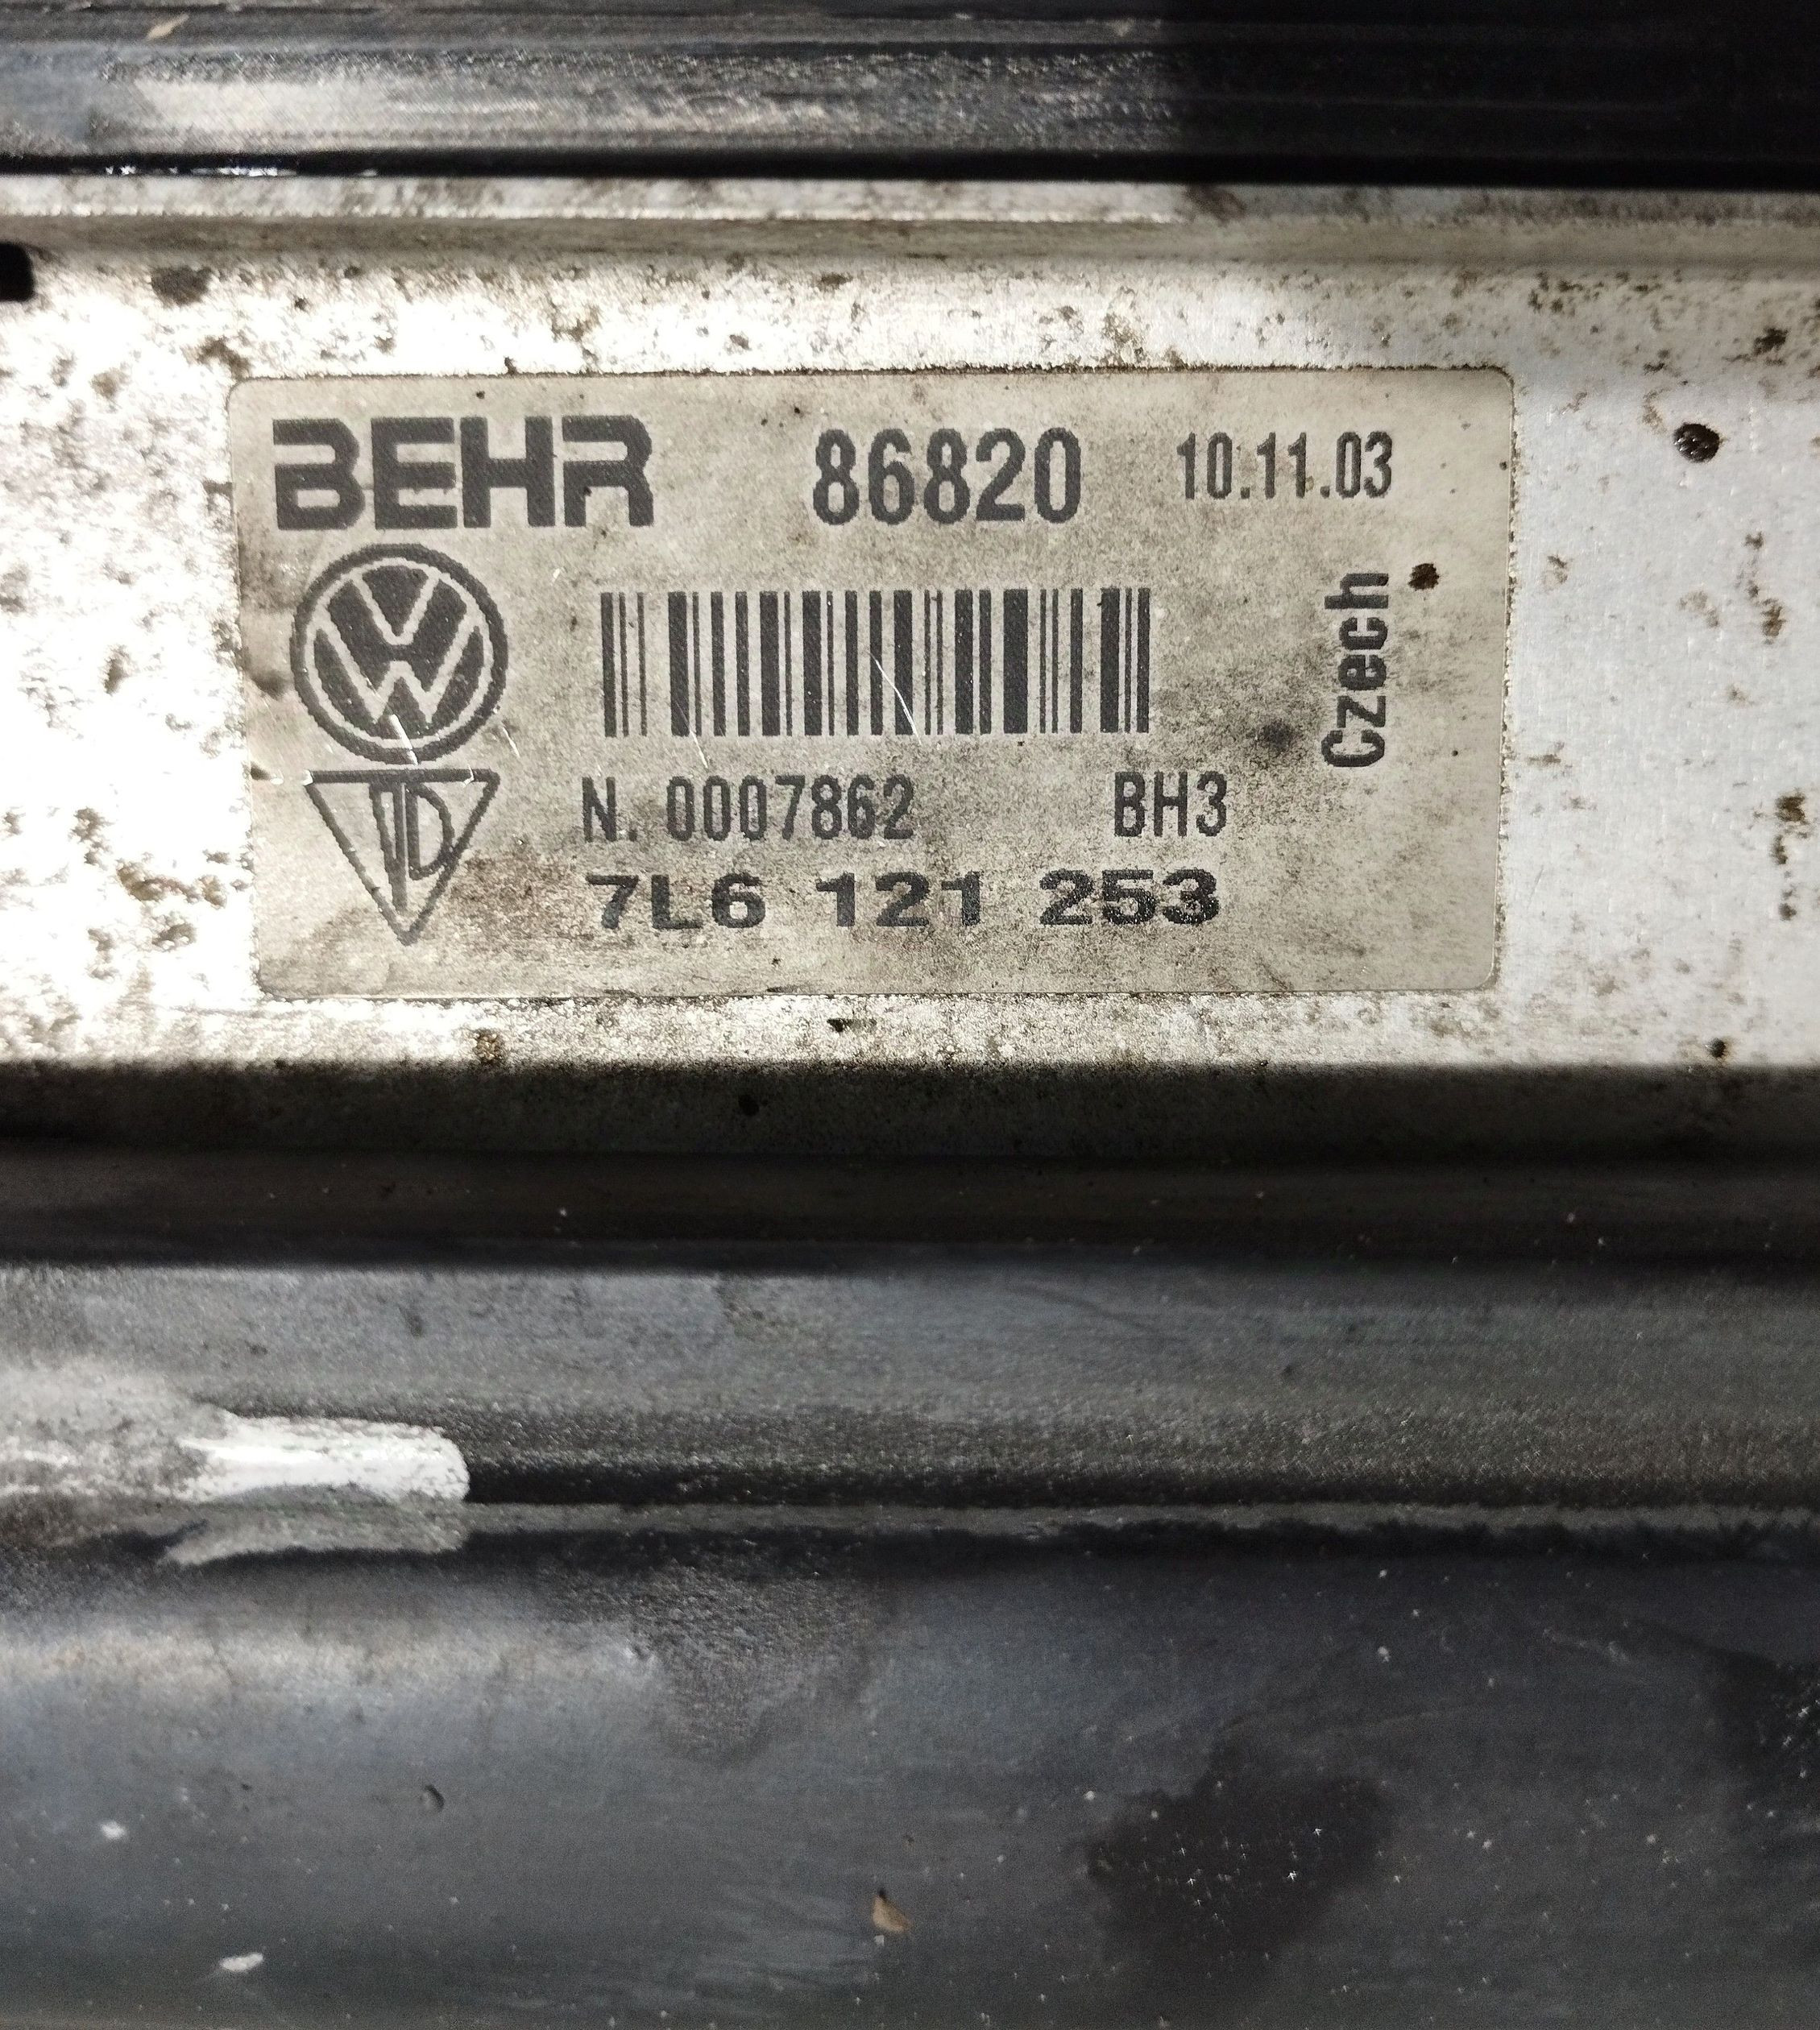 BEHR 86820 10.11.03
Czech
N. 0007862 BH3
7L6 121 253